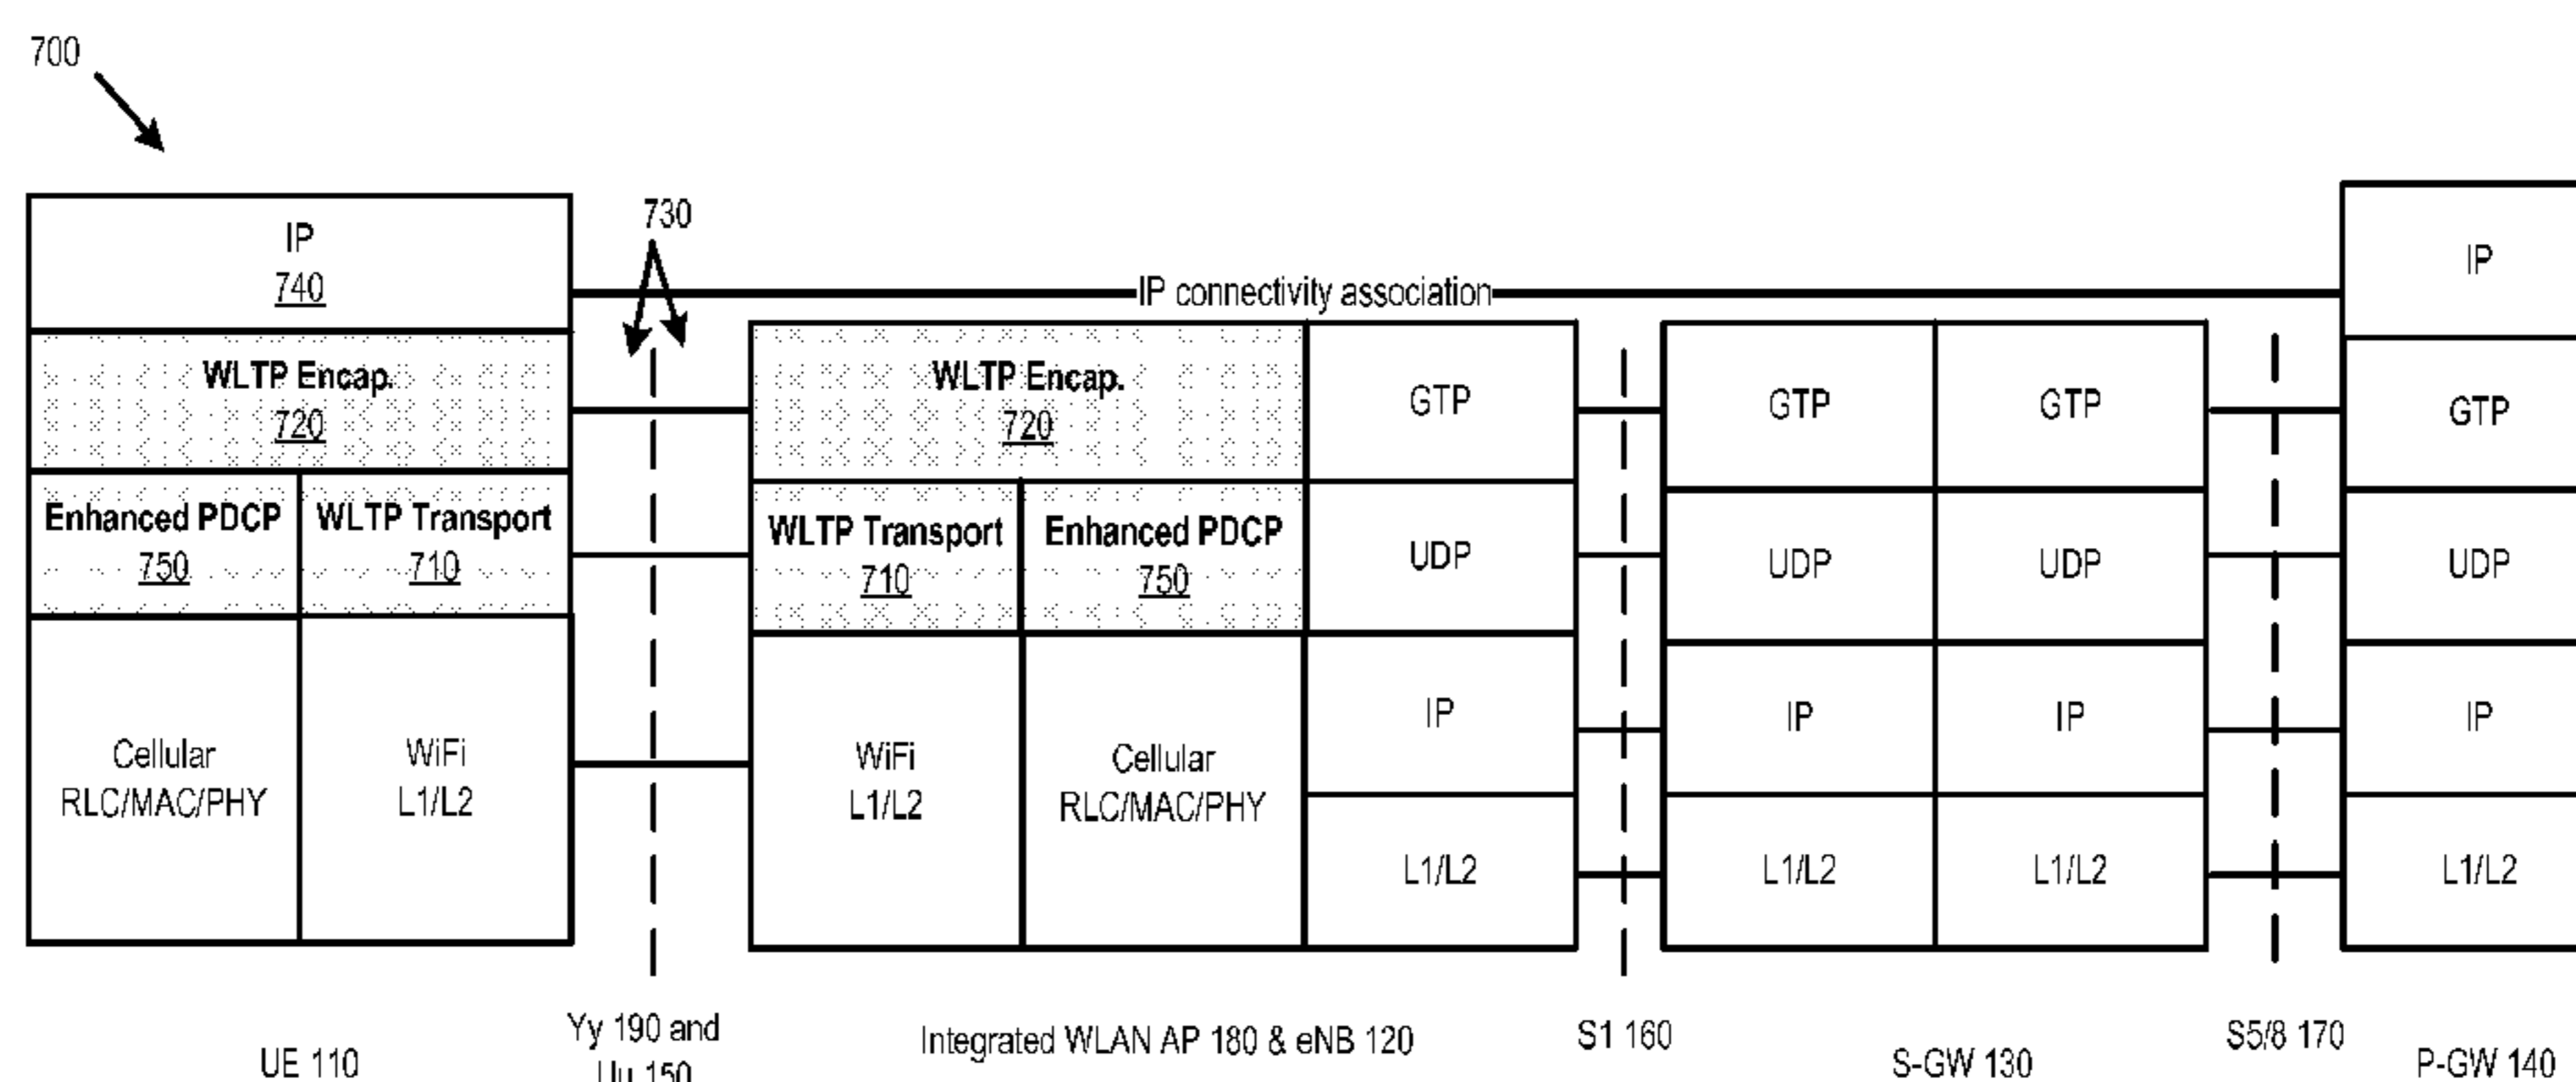 700
730
IP
740
IP connectivity association
IP
WLTP Encap.
720
WLTP Encap.
720
GTP
GTP
GTP
GTP
Enhanced PDCP
750
WLTP Transport
710
WLTP Transport
710
Enhanced PDCP
750
UDP
UDP
UDP
UDP
Cellular
RLC/MAC/PHY
WiFi
L1/L2
WiFi
L1/L2
Cellular
RLC/MAC/PHY
IP
IP
IP
IP
L1/L2
L1/L2
L1/L2
L1/L2
UE 110
Yy 190 and
Uu 150
Integrated WLAN AP 180 & eNB 120
S1 160
S-GW 130
S5/8 170
P-GW 140